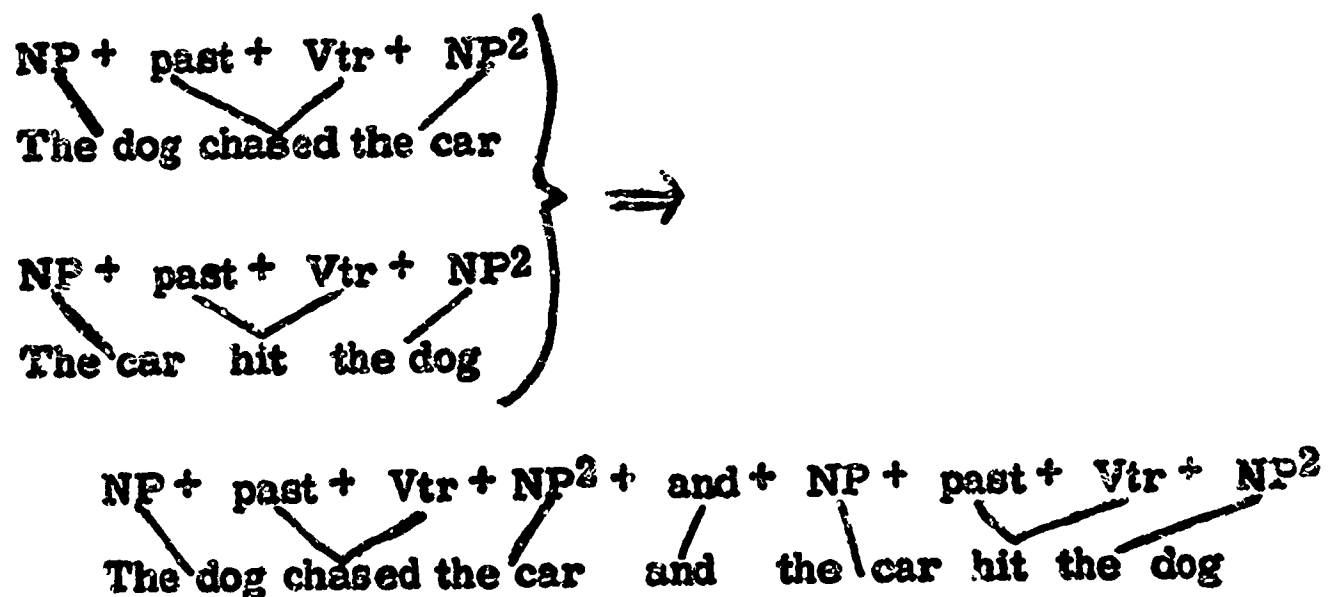 NP + past + Vtr + NP²
The dog chased the car
NP + past + Vtr + NP²
The car hit the dog
NP + past + Vtr + NP² + and + NP + past + Vtr + NP²
The dog chased the car and the car hit the dog